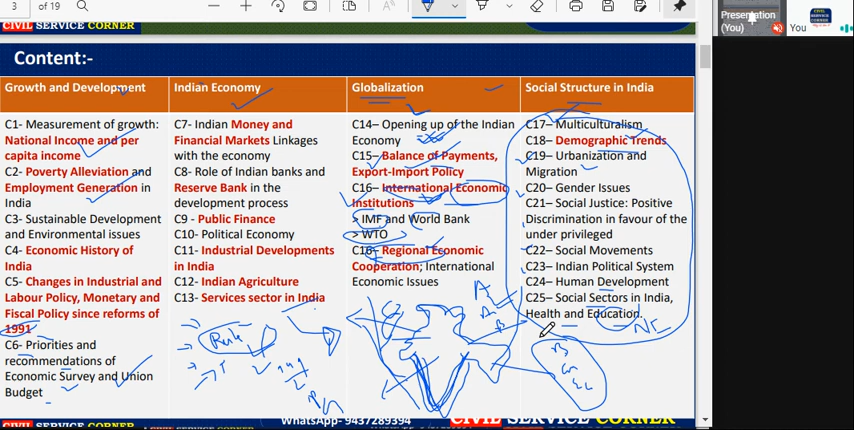 3 of 19
CIVIL SERVICE CORNER
Presentation
(You)
You
Content:-
Growth and Development
C1- Measurement of growth:
National Income and per
capita income
C2- Poverty Alleviation and
Employment Generation in
India
C3- Sustainable Development
and Environmental issues
C4- Economic History of
India
C5- Changes in Industrial and
Labour Policy, Monetary and
Fiscal Policy since reforms of
1991
C6- Priorities and
recommendations of
Economic Survey and Union
Budget
Indian Economy
C7- Indian Money and
Financial Markets Linkages
with the economy
C8- Role of Indian banks and
Reserve Bank in the
development process
C9 - Public Finance
C10- Political Economy
C11- Industrial Developments
in India
C12- Indian Agriculture
C13- Services sector in India
Globalization
C14– Opening up of the Indian
Economy
C15– Balance of Payments,
Export-Import Policy
C16– International Economic
Institutions
> IMF and World Bank
> WTO
C16– Regional Economic
Cooperation; International
Economic Issues
Social Structure in India
C17– Multiculturalism
C18– Demographic Trends
C19– Urbanization and
Migration
C20– Gender Issues
C21– Social Justice: Positive
Discrimination in favour of the
under privileged
C22– Social Movements
C23– Indian Political System
C24– Human Development
C25– Social Sectors in India,
Health and Education.
CIVIL SERVICE CORNER
WhatsApp- 9437289394
CIVIL SERVICE CORNER